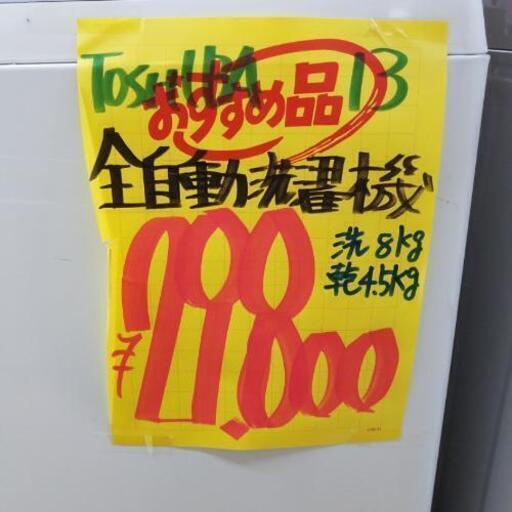 TOSHIBA 13
おすすめ品
全自動洗濯機
洗 8kg
乾 4.5kg
¥29.800